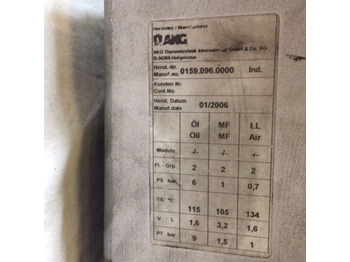 Hersteller / Manufacturer
AKG
AKG Thermotechnik International GmbH & Co. KG
D-34369 Hofgeismar
Herst.-Nr.
Manuf.no. 0159.096.0000 Ind.
Kunden Nr.
Cust.No.
Herst. Datum
Manuf.date 01/2006
Öl MF LL
Oil MF Air
Module -/- -/- -/-
Fl.-Grp. 2 2 2
PS bar 6 1 0,7
TS °C
115 105 134
V l. 1,6 3,2 1,6
PT bar 9 1,5 1